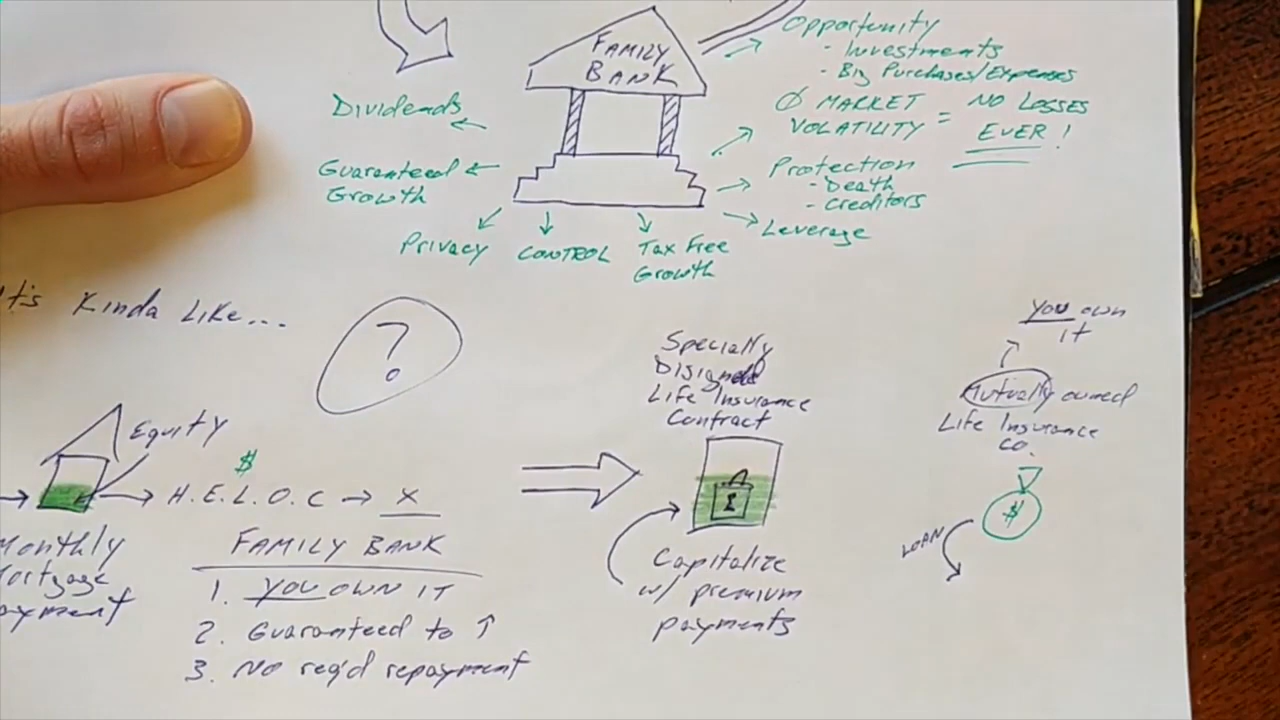 Opportunity
- Investments
- Big Purchases/Expenses
FAMILY
BANK
Dividends
Ø MARKET
VOLATILITY
= NO LOSSES
EVER!
Guaranteed
Growth
Protection
- Death
- Creditors
Leverage
Privacy
CONTROL
Tax Free
Growth
It's Kinda Like...
?
Specially
Disigned
Life Insurance
Contract
YOU own
it
Mutually owned
Life Insurance
Co.
Equity
$
H.E.L.O.C → X
$
LOAN
Monthly
Mortgage
Payment
FAMILY BANK
1. YOU OWN IT
2. Guaranteed to ↑
3. No req'd repayment
Capitalize
w/ premium
payments